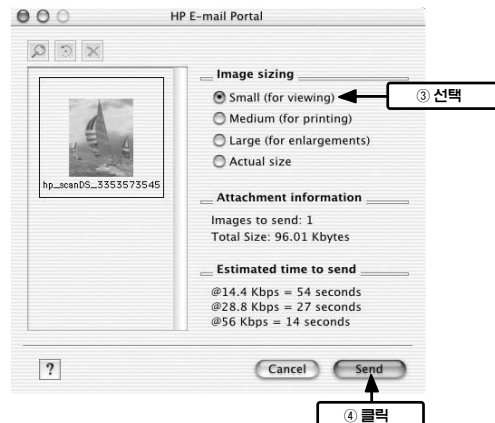 HP E-mail Portal
hp_scanDS_3353573545
Image sizing
Small (for viewing)
③ 선택
Medium (for printing)
Large (for enlargements)
Actual size
Attachment information
Images to send: 1
Total Size: 96.01 Kbytes
Estimated time to send
@14.4 Kbps = 54 seconds
@28.8 Kbps = 27 seconds
@56 Kbps = 14 seconds
?
Cancel
Send
④ 클릭